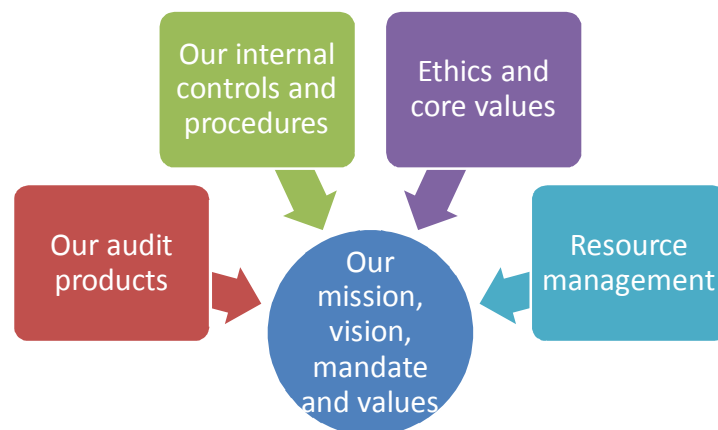 Our internal
controls and
procedures
Ethics and
core values
Our audit
products
Our
mission,
vision,
mandate
and values
Resource
management